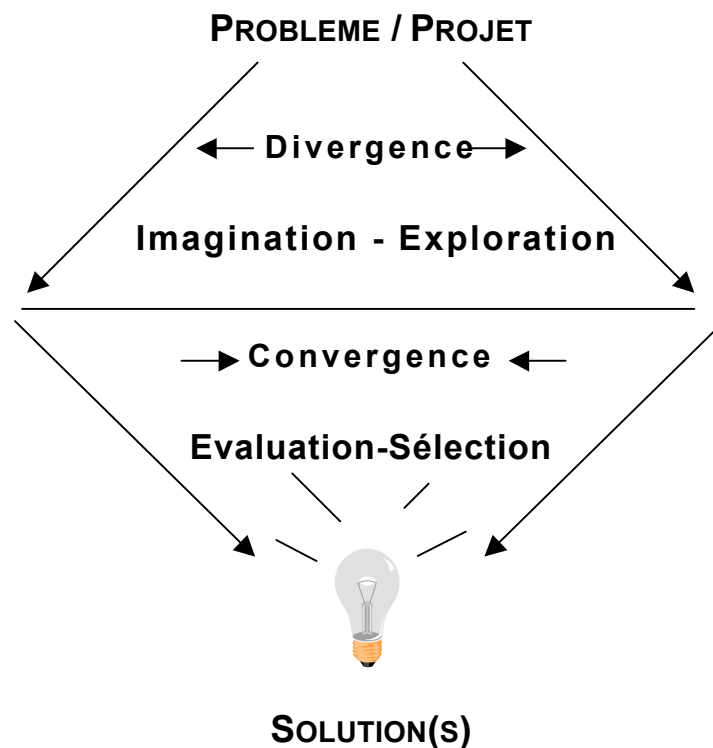 PROBLEME / PROJET
Divergence
Imagination - Exploration
Convergence
Evaluation-Sélection
SOLUTION(S)